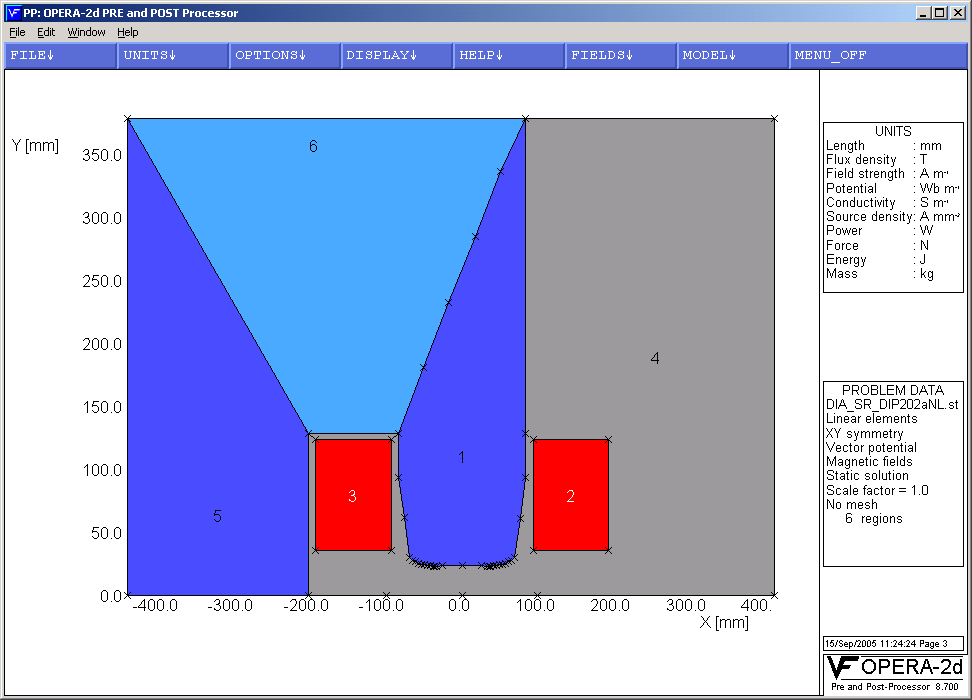 PP: OPERA-2d PRE and POST Processor
File Edit Window Help
FILE↓ UNITS↓ OPTIONS↓ DISPLAY↓ HELP↓ FIELDS↓ MODEL↓ MENU_OFF
Y [mm]
350.0
300.0
250.0
200.0
150.0
100.0
50.0
0.0
6
4
1
3
2
5
-400.0 -300.0 -200.0 -100.0 0.0 100.0 200.0 300.0 400.
X [mm]
UNITS
Length : mm
Flux density : T
Field strength : A m⁻¹
Potential : Wb m⁻¹
Conductivity : S m⁻¹
Source density: A mm⁻²
Power : W
Force : N
Energy : J
Mass : kg
PROBLEM DATA
DIA_SR_DIP202aNL.st
Linear elements
XY symmetry
Vector potential
Magnetic fields
Static solution
Scale factor = 1.0
No mesh
6 regions
15/Sep/2005 11:24:24 Page 3
VF OPERA-2d
Pre and Post-Processor 8.700